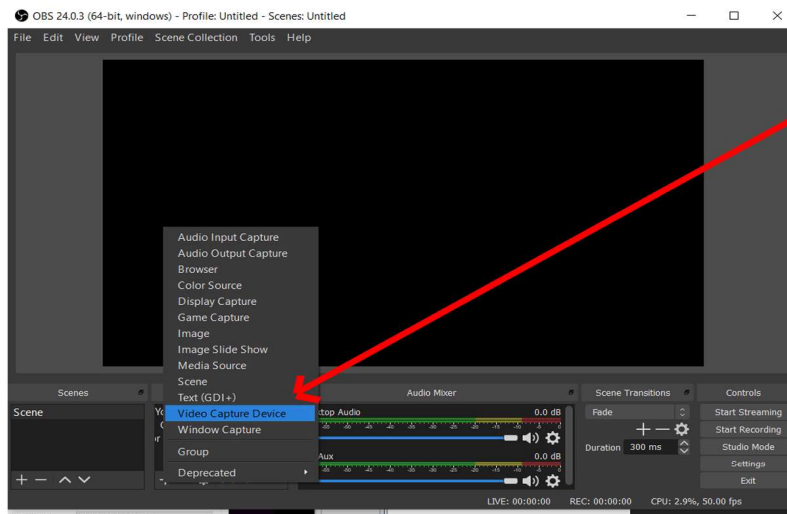 OBS 24.0.3 (64-bit, windows) - Profile: Untitled - Scenes: Untitled
File Edit View Profile Scene Collection Tools Help
Audio Input Capture
Audio Output Capture
Browser
Color Source
Display Capture
Game Capture
Image
Image Slide Show
Media Source
Scene
Text (GDI+)
Video Capture Device
Window Capture
Group
Deprecated
Scenes
Scene
Audio Mixer
Audio 0.0 dB
Aux 0.0 dB
Scene Transitions
Fade
Duration 300 ms
Controls
Start Streaming
Start Recording
Studio Mode
Settings
Exit
LIVE: 00:00:00 REC: 00:00:00 CPU: 2.9%, 50.00 fps